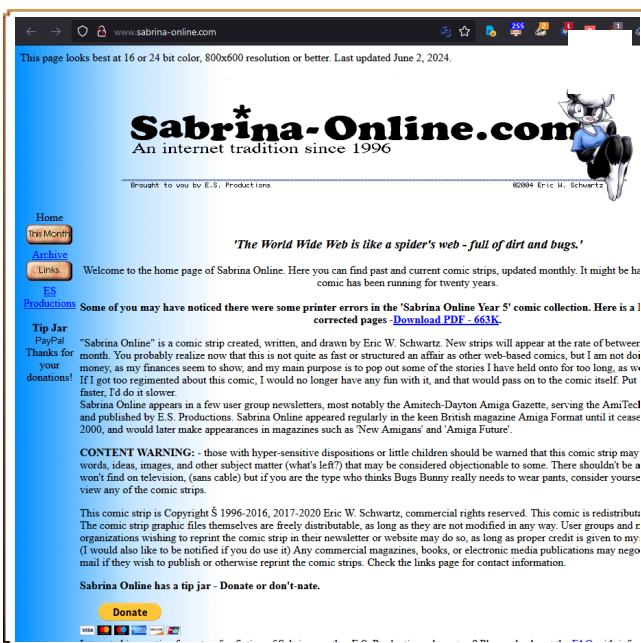 www.sabrina-online.com
255
2
1
This page looks best at 16 or 24 bit color, 800x600 resolution or better. Last updated June 2, 2024.
Sabrina-Online.com
An internet tradition since 1996
Brought to you by E.S. Productions
©2004 Eric W. Schwartz
Home
This Month
Archive
Links
ES
Productions
Tip Jar
PayPal
Thanks for
your
donations!
'The World Wide Web is like a spider's web - full of dirt and bugs.'
Welcome to the home page of Sabrina Online. Here you can find past and current comic strips, updated monthly. It might be ha
comic has been running for twenty years.
Some of you may have noticed there were some printer errors in the 'Sabrina Online Year 5' comic collection. Here is a
corrected pages -Download PDF - 663K.
"Sabrina Online" is a comic strip created, written, and drawn by Eric W. Schwartz. New strips will appear at the rate of between
month. You probably realize now that this is not quite as fast or structured an affair as other web-based comics, but I am not doi
money, as my finances seem to show, and my main purpose is to pop out some of the stories I have held onto for too long, as we
If I got too regimented about this comic, I would no longer have any fun with it, and that would pass on to the comic itself. Put
faster, I'd do it slower.
Sabrina Online appears in a few user group newsletters, most notably the Amitech-Dayton Amiga Gazette, serving the AmiTec
and published by E.S. Productions. Sabrina Online appeared regularly in the keen British magazine Amiga Format until it cease
2000, and would later make appearances in magazines such as 'New Amigans' and 'Amiga Future'.
CONTENT WARNING: - those with hyper-sensitive dispositions or little children should be warned that this comic strip may
words, ideas, images, and other subject matter (what's left?) that may be considered objectionable to some. There shouldn't be a
won't find on television, (sans cable) but if you are the type who thinks Bugs Bunny really needs to wear pants, consider yourse
view any of the comic strips.
This comic strip is Copyright Š 1996-2016, 2017-2020 Eric W. Schwartz, commercial rights reserved. This comic is redistributa
The comic strip graphic files themselves are freely distributable, as long as they are not modified in any way. User groups and
organizations wishing to reprint the comic strip in their newsletter or website may do so, as long as proper credit is given to my
(I would also like to be notified if you do use it) Any commercial magazines, books, or electronic media publications may nego
mail if they wish to publish or otherwise reprint the comic strips. Check the links page for contact information.
Sabrina Online has a tip jar - Donate or don't-nate.
Donate
VISA